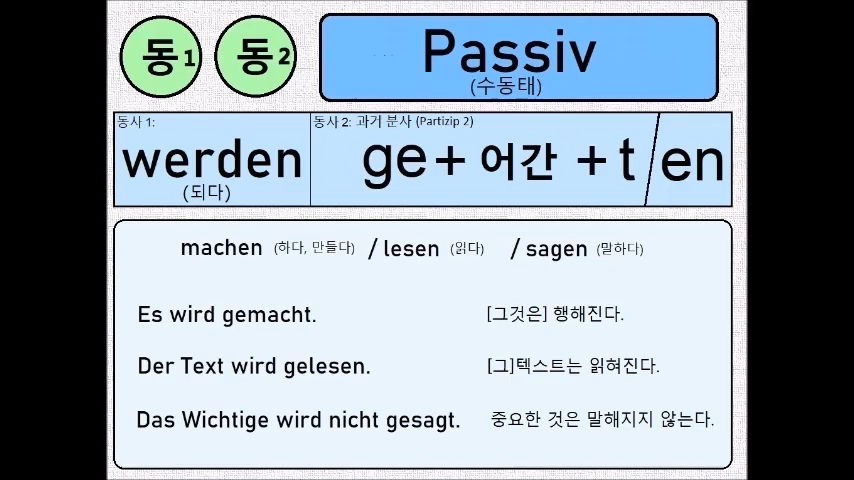 동1 동2 Passiv
(수동태)
동사 1: 동사 2: 과거 분사 (Partizip 2)
werden ge+ 어간 +t/en
(되다)
machen (하다, 만들다) / lesen (읽다) / sagen (말하다)
Es wird gemacht. [그것은] 행해진다.
Der Text wird gelesen. [그]텍스트는 읽혀진다.
Das Wichtige wird nicht gesagt. 중요한 것은 말해지지 않는다.